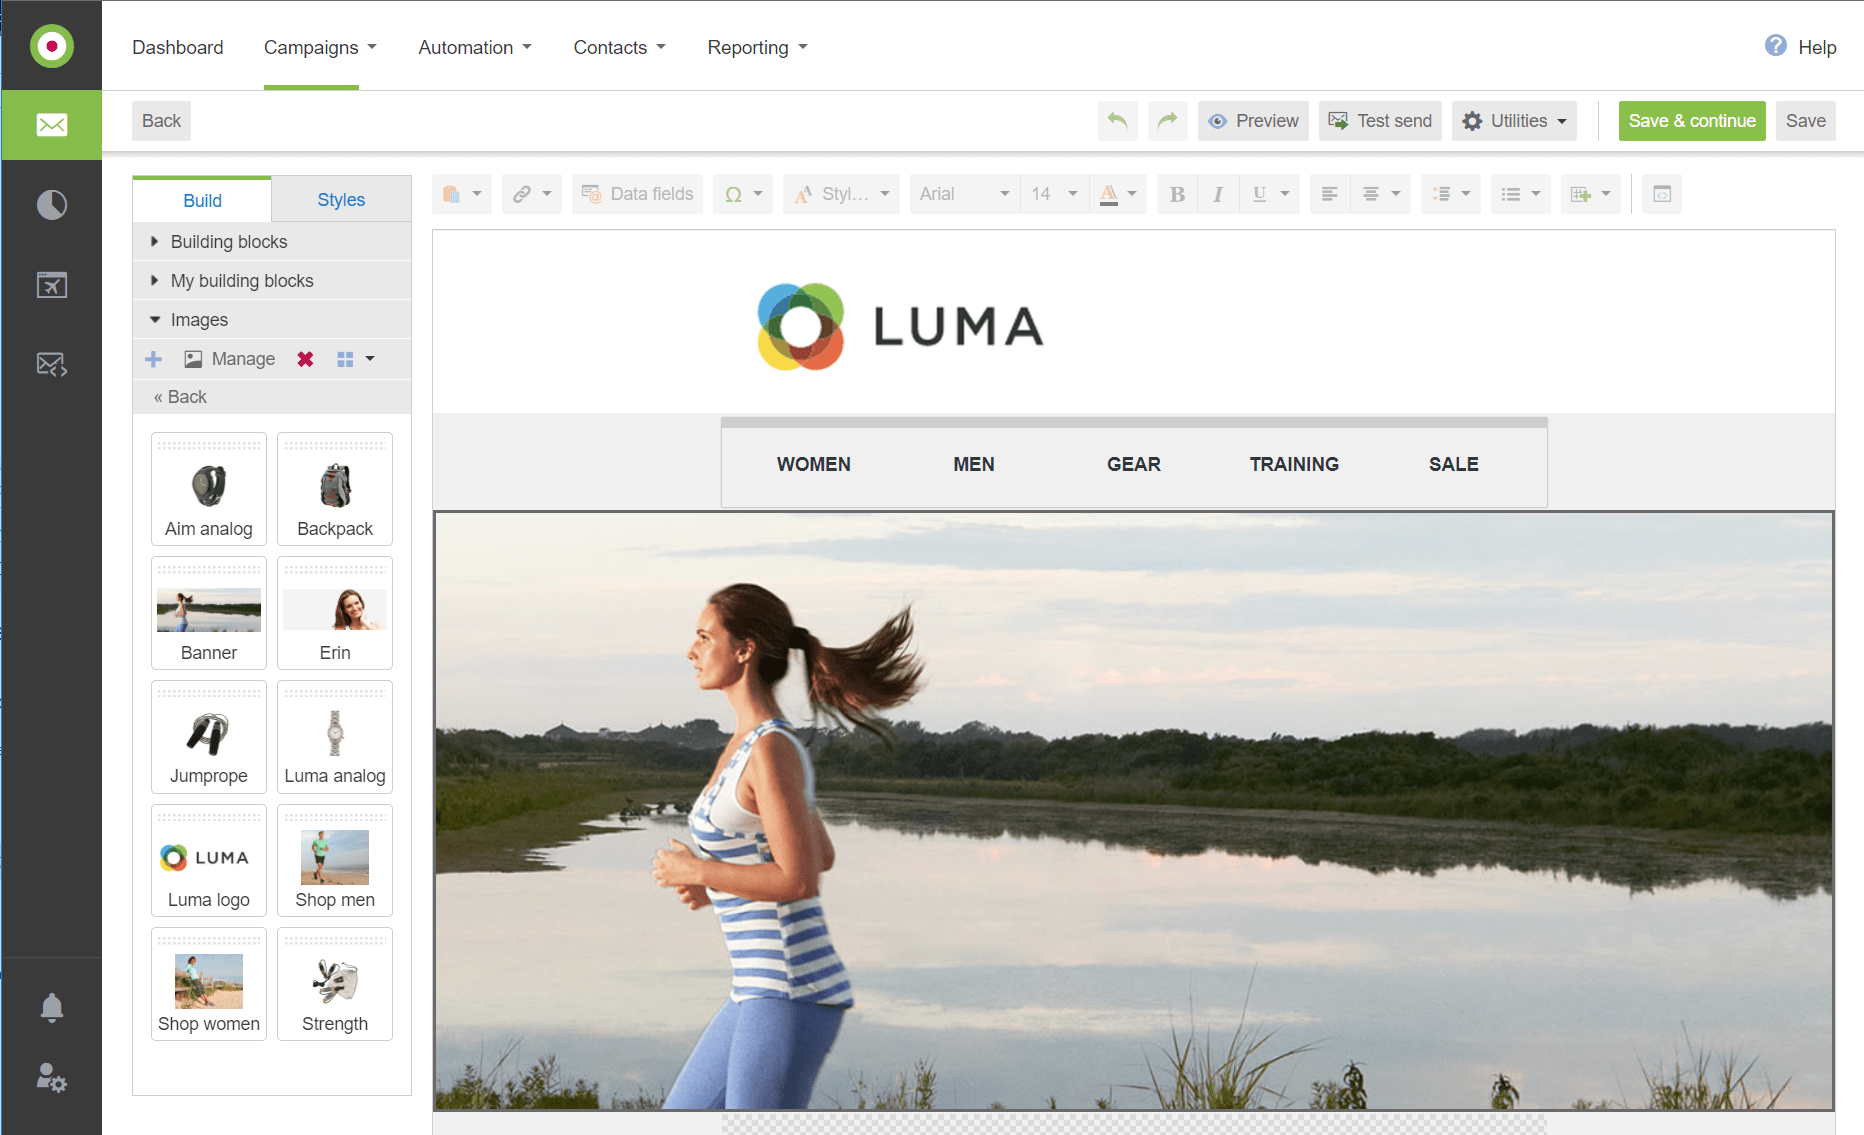 Dashboard
Campaigns
Automation
Contacts
Reporting
? Help
Back
Preview
Test send
Utilities
Save & continue
Save
Build
Styles
Data fields
Ω
Styl...
Arial
14
A
B
I
U
Building blocks
My building blocks
Images
Manage
« Back
LUMA
WOMEN
MEN
GEAR
TRAINING
SALE
Aim analog
Backpack
Banner
Erin
Jumprope
Luma analog
LUMA
Luma logo
Shop men
Shop women
Strength